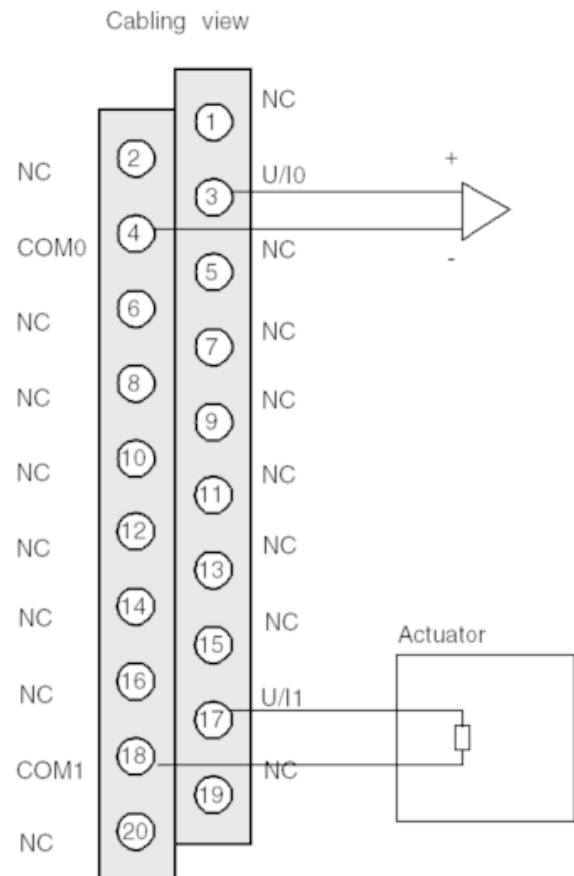 Cabling view
NC
1
2
NC
U/I0
+
3
4
COM0
NC
-
5
6
NC
NC
7
8
NC
NC
9
10
NC
NC
11
12
NC
NC
13
14
NC
NC
Actuator
15
16
NC
U/I1
17
18
COM1
NC
19
20
NC